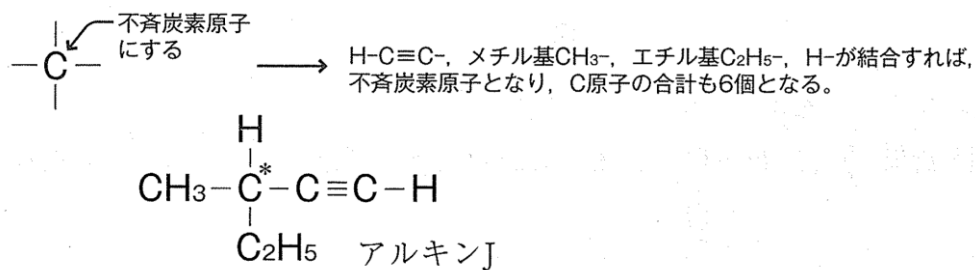 不斉炭素原子
にする
—C—
H-C≡C-, メチル基CH₃-, エチル基C₂H₅-, H-が結合すれば,
不斉炭素原子となり, C原子の合計も6個となる。
H
CH₃-C*-C≡C-H
C₂H₅ アルキンJ